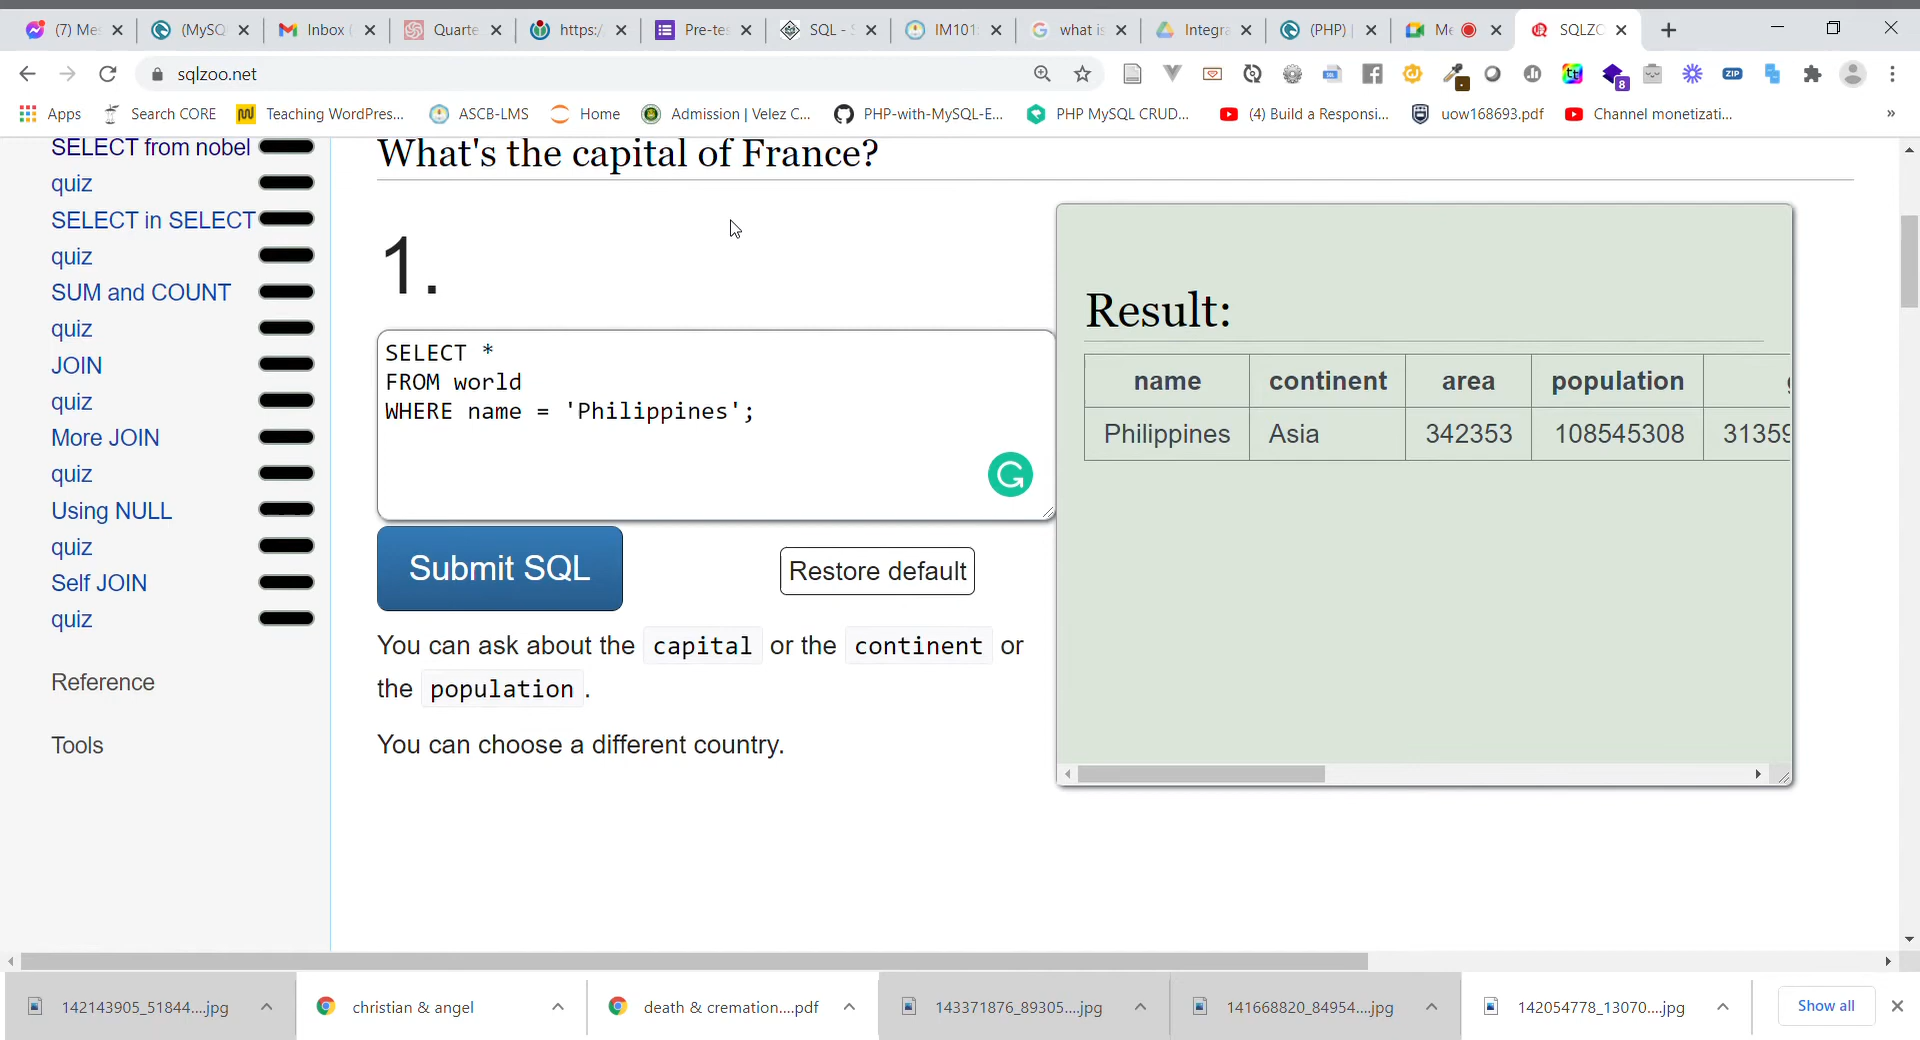 (7) Me
(MySQ
Inbox (
Quarte
https:/
Pre-te
SQL - S
IM101:
what is
Integra
(PHP) |
Me
SQLZO
sqlzoo.net
8
ZIP
Apps
Search CORE
Teaching WordPres...
ASCB-LMS
Home
Admission | Velez C...
PHP-with-MySQL-E...
PHP MySQL CRUD...
(4) Build a Responsi...
uow168693.pdf
Channel monetizati...
»
SELECT from nobel
quiz
SELECT in SELECT
quiz
SUM and COUNT
quiz
JOIN
quiz
More JOIN
quiz
Using NULL
quiz
Self JOIN
quiz
Reference
Tools
What's the capital of France?
1.
SELECT *
FROM world
WHERE name = 'Philippines';
Submit SQL
Restore default
You can ask about the capital or the continent or
the population .
You can choose a different country.
Result:
name continent area population
Philippines Asia 342353 108545308 31359
142143905_51844....jpg
christian & angel
death & cremation....pdf
143371876_89305....jpg
141668820_84954....jpg
142054778_13070....jpg
Show all